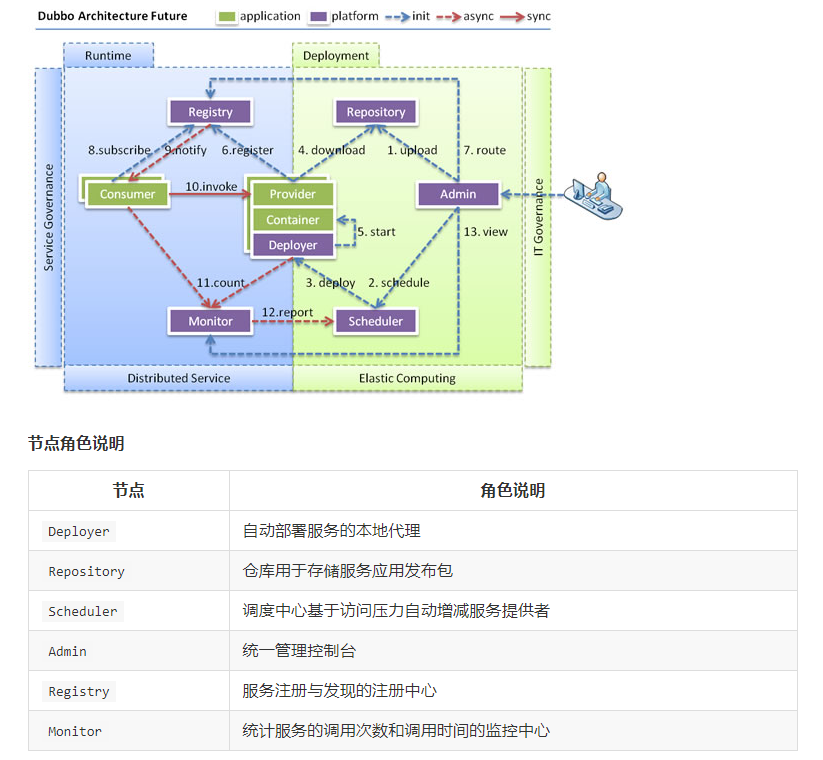 Dubbo Architecture Future
application
platform
init
async
sync
Runtime
Deployment
Registry
Repository
8.subscribe
9.notify
6.register
4. download
1. upload
7. route
Service Governance
IT Governance
Consumer
10.invoke
Provider
Admin
Container
5. start
13. view
Deployer
11.count
3. deploy
2. schedule
Monitor
12.report
Scheduler
Distributed Service
Elastic Computing
节点角色说明
节点 角色说明
Deployer 自动部署服务的本地代理
Repository 仓库用于存储服务应用发布包
Scheduler 调度中心基于访问压力自动增减服务提供者
Admin 统一管理控制台
Registry 服务注册与发现的注册中心
Monitor 统计服务的调用次数和调用时间的监控中心